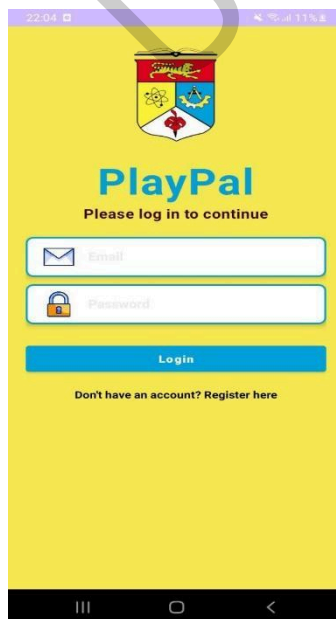 22:04
11%
PlayPal
Please log in to continue
Email
Password
Login
Don't have an account? Register here